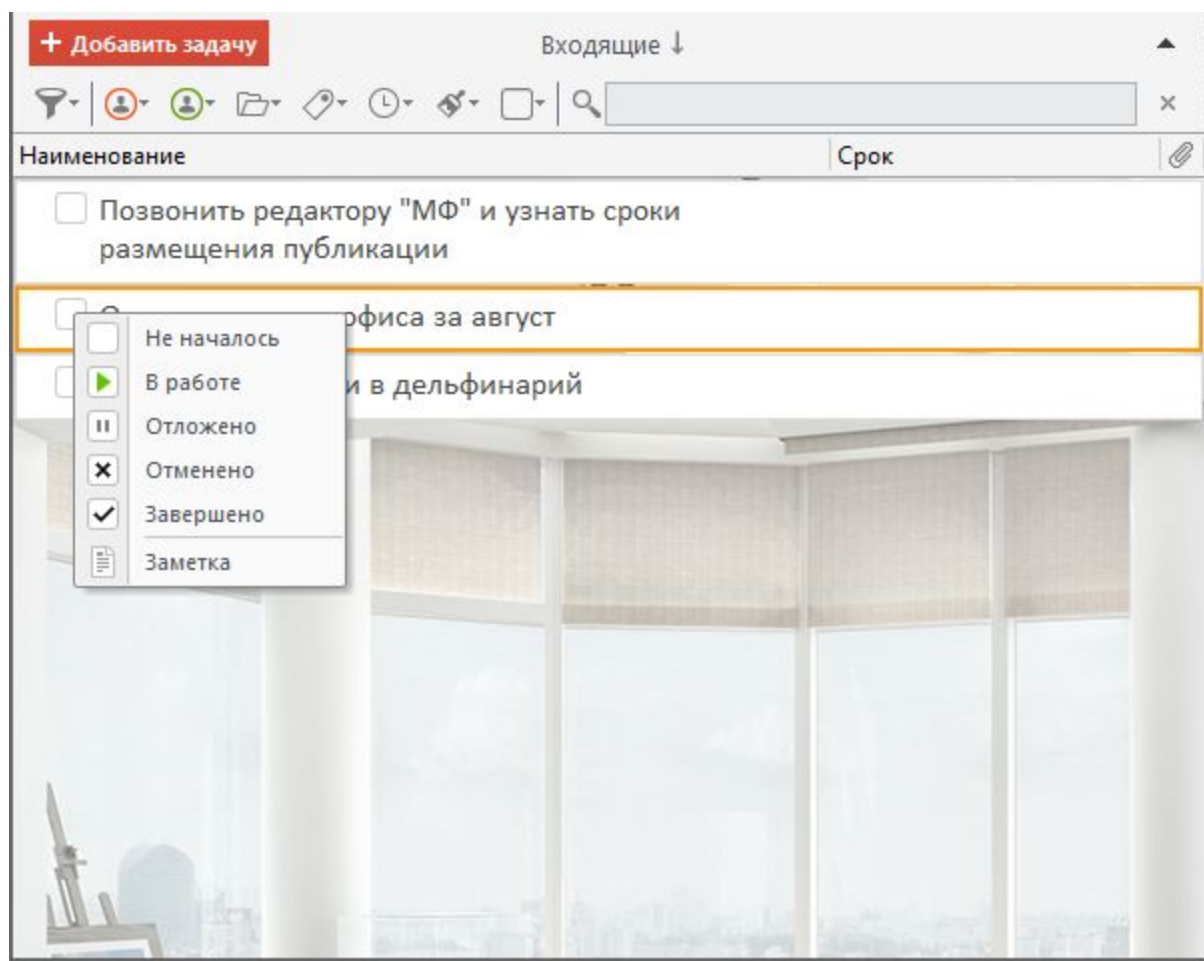 + Добавить задачу
Входящие ↓
Наименование
Срок
Позвонить редактору "МФ" и узнать сроки
размещения публикации
офиса за август
и в дельфинарий
Не началось
В работе
Отложено
Отменено
Завершено
Заметка